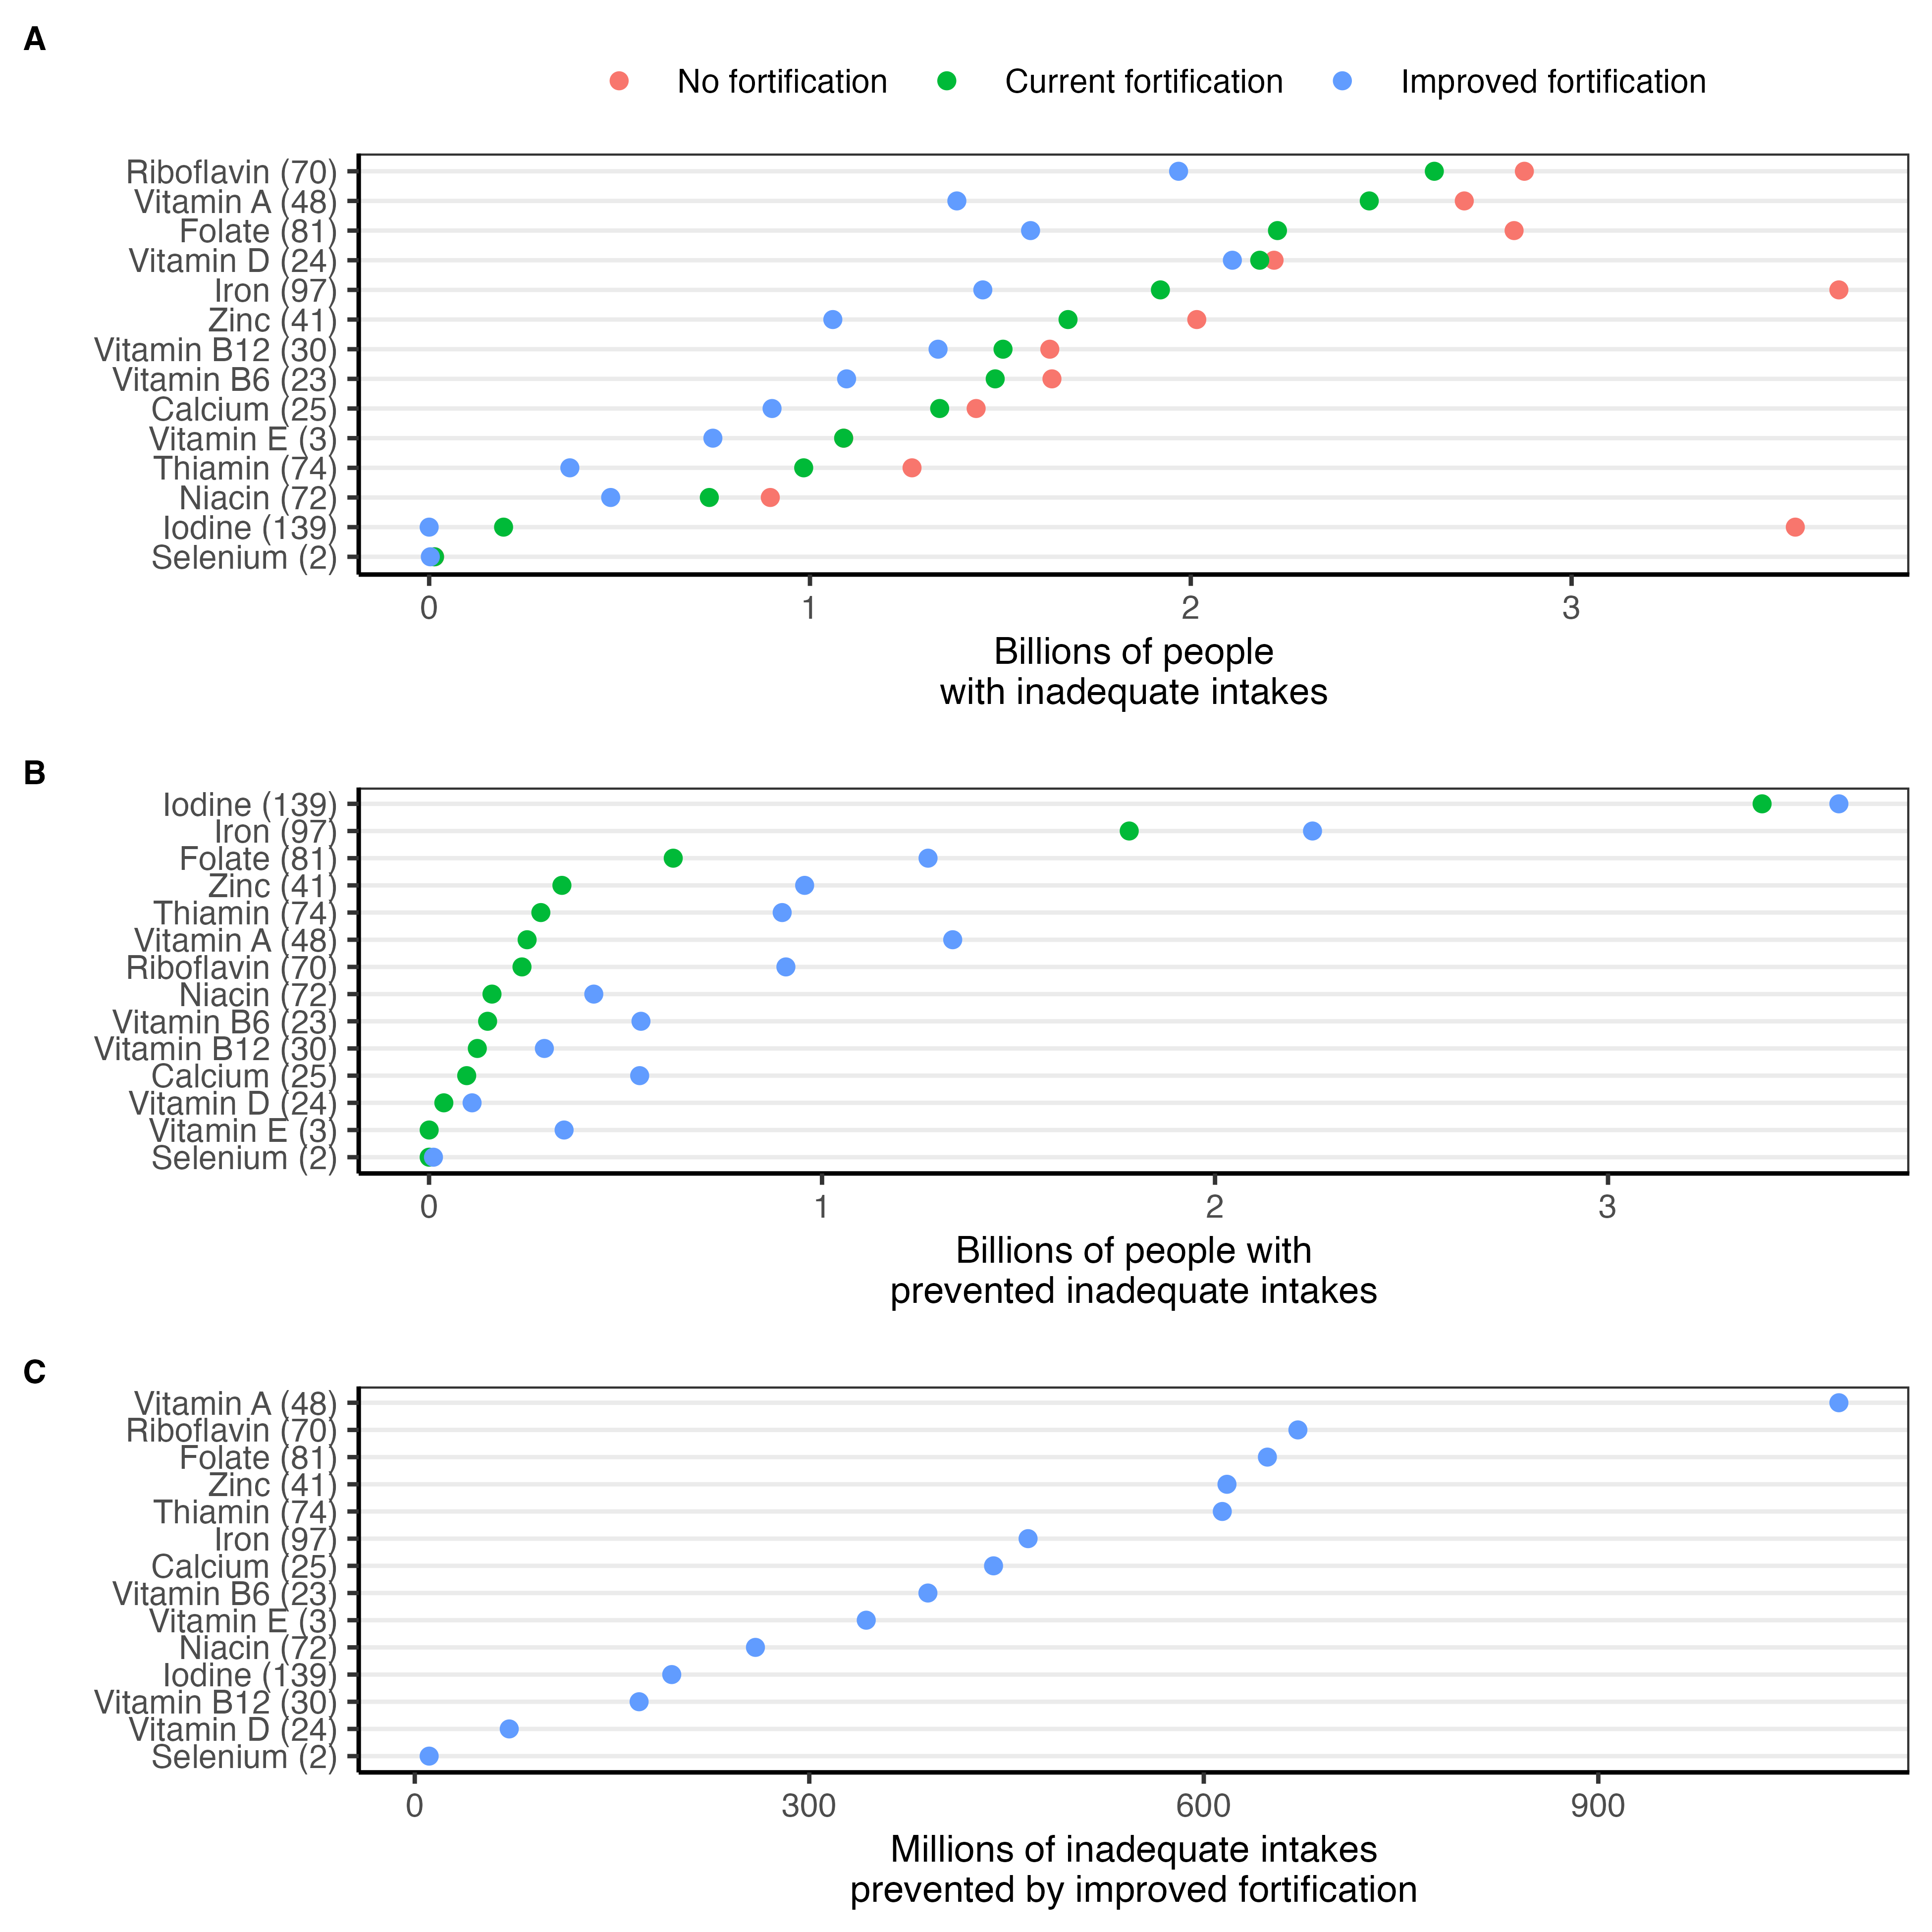 A
No fortification Current fortification Improved fortification
Riboflavin (70)
Vitamin A (48)
Folate (81)
Vitamin D (24)
Iron (97)
Zinc (41)
Vitamin B12 (30)
Vitamin B6 (23)
Calcium (25)
Vitamin E (3)
Thiamin (74)
Niacin (72)
Iodine (139)
Selenium (2)
0 1 2 3
Billions of people
with inadequate intakes
B
Iodine (139)
Iron (97)
Folate (81)
Zinc (41)
Thiamin (74)
Vitamin A (48)
Riboflavin (70)
Niacin (72)
Vitamin B6 (23)
Vitamin B12 (30)
Calcium (25)
Vitamin D (24)
Vitamin E (3)
Selenium (2)
0 1 2 3
Billions of people with
prevented inadequate intakes
C
Vitamin A (48)
Riboflavin (70)
Folate (81)
Zinc (41)
Thiamin (74)
Iron (97)
Calcium (25)
Vitamin B6 (23)
Vitamin E (3)
Niacin (72)
Iodine (139)
Vitamin B12 (30)
Vitamin D (24)
Selenium (2)
0 300 600 900
Millions of inadequate intakes
prevented by improved fortification